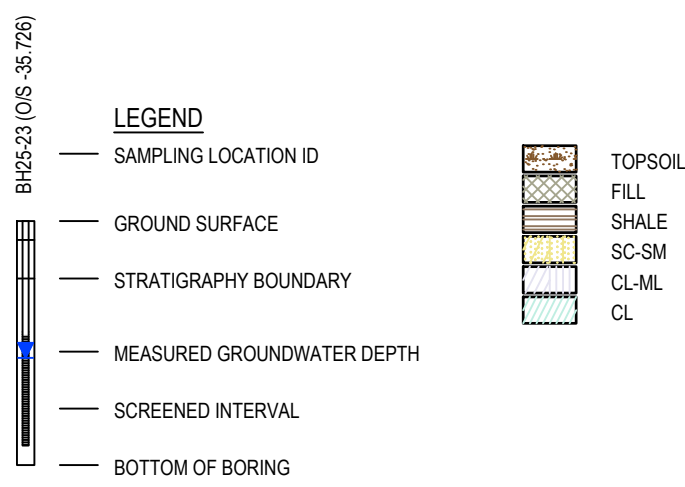 BH25-23 (O/S -35.726)
LEGEND
SAMPLING LOCATION ID
GROUND SURFACE
STRATIGRAPHY BOUNDARY
MEASURED GROUNDWATER DEPTH
SCREENED INTERVAL
BOTTOM OF BORING
TOPSOIL
FILL
SHALE
SC-SM
CL-ML
CL